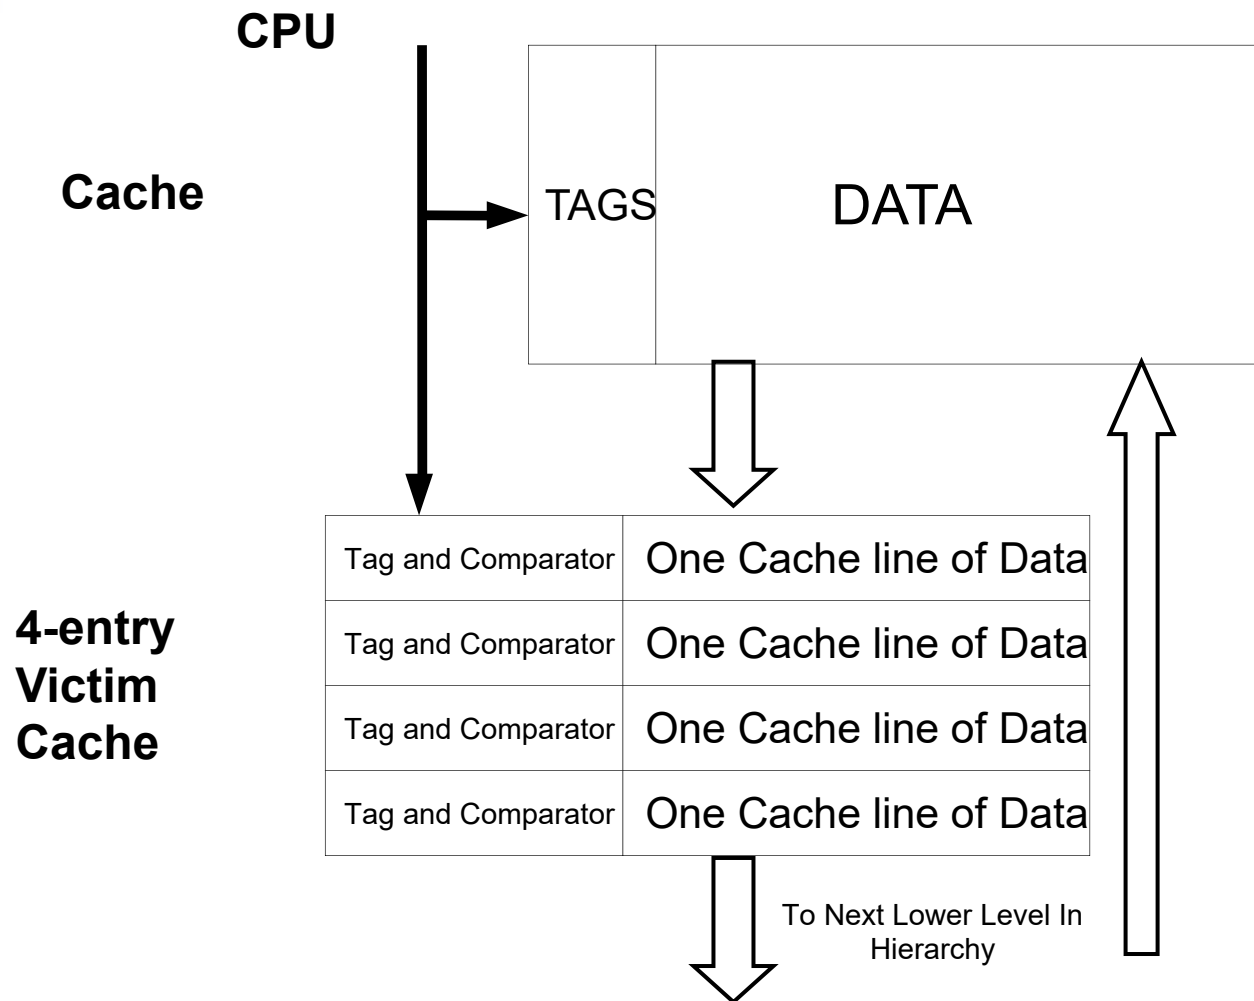 CPU
Cache
TAGS
DATA
Tag and Comparator
One Cache line of Data
Tag and Comparator
One Cache line of Data
Tag and Comparator
One Cache line of Data
Tag and Comparator
One Cache line of Data
4-entry
Victim
Cache
To Next Lower Level In
Hierarchy